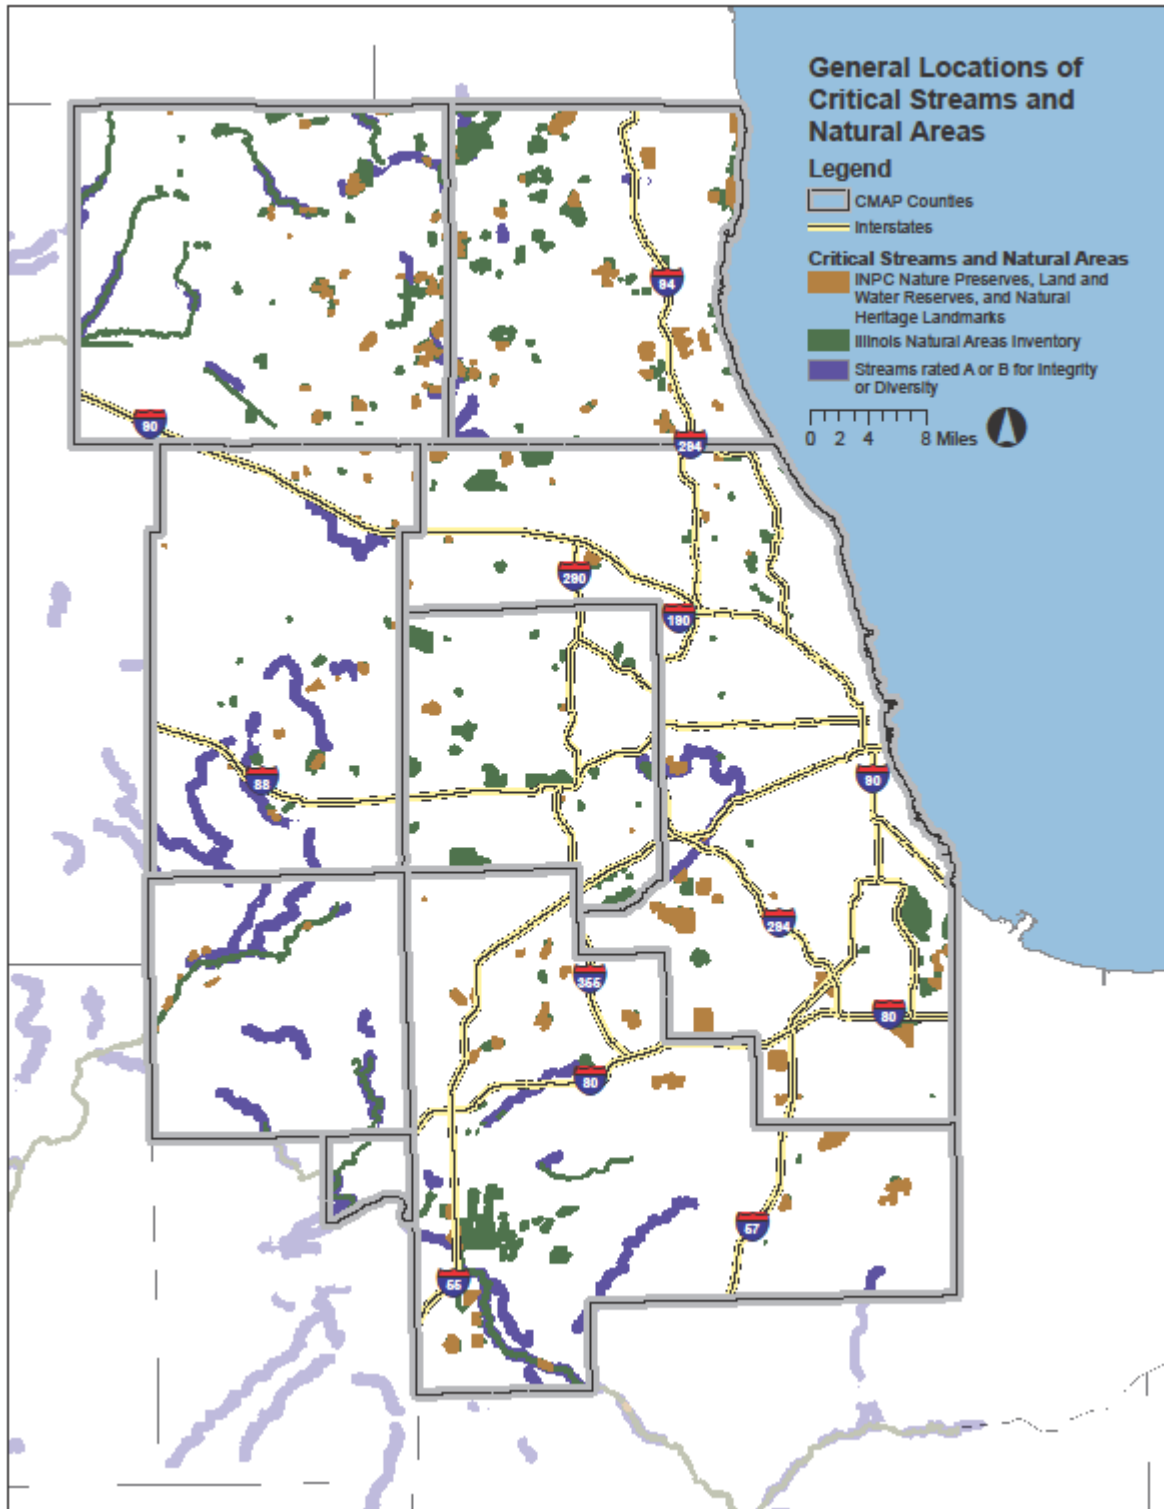 General Locations of
Critical Streams and
Natural Areas
Legend
CMAP Counties
Interstates
Critical Streams and Natural Areas
INPC Nature Preserves, Land and
Water Reserves, and Natural
Heritage Landmarks
Illinois Natural Areas Inventory
Streams rated A or B for Integrity
or Diversity
0 2 4 8 Miles
94
90
294
290
190
88
90
294
355
80
80
57
55